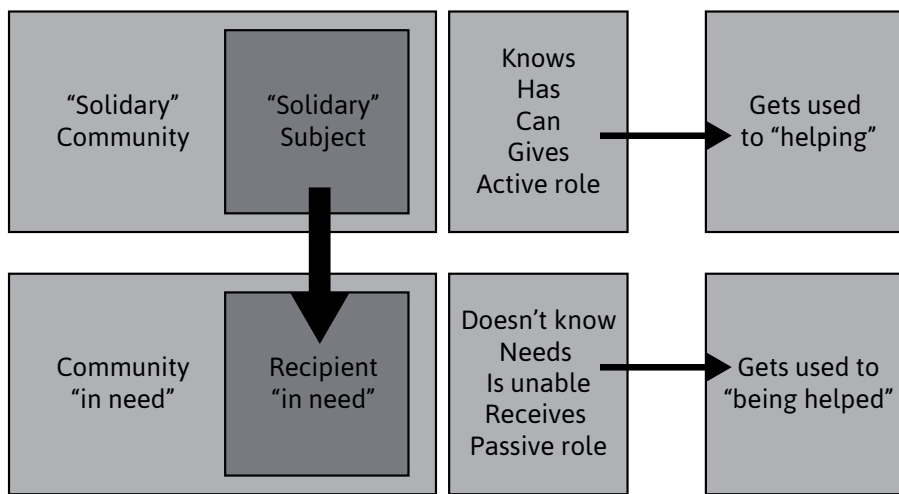 “Solidary”
Community
“Solidary”
Subject
Knows
Has
Can
Gives
Active role
Gets used
to “helping”
Community
“in need”
Recipient
“in need”
Doesn’t know
Needs
Is unable
Receives
Passive role
Gets used to
“being helped”